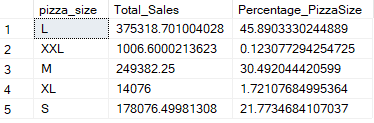 pizza_size Total_Sales Percentage_PizzaSize
1 L 375318.701004028 45.8903330244889
2 XXL 1006.6000213623 0.123077294254725
3 M 249382.25 30.492044420599
4 XL 14076 1.72107684995364
5 S 178076.49981308 21.7734684107037